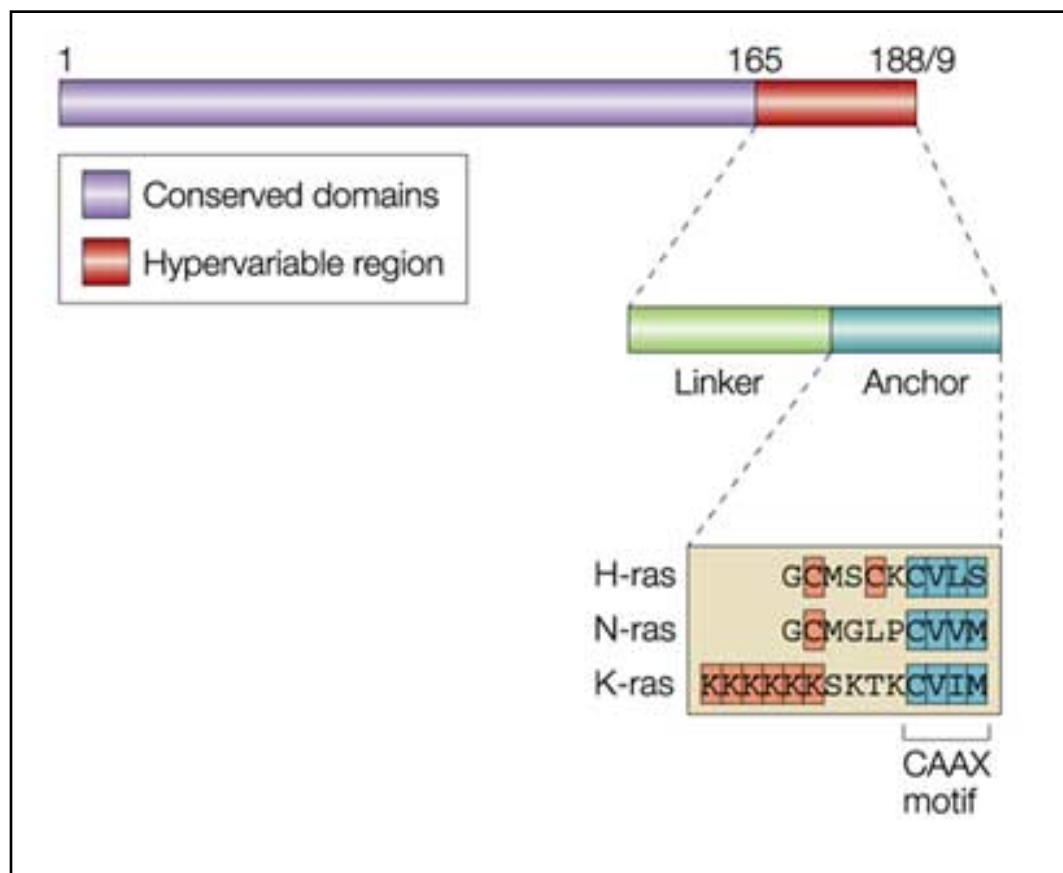 1 165 188/9
Conserved domains
Hypervariable region
Linker Anchor
H-ras GCMSCKCVLS
N-ras GCMGLPCVVM
K-ras KKKKKKSKTKCVIM
CAAX
motif